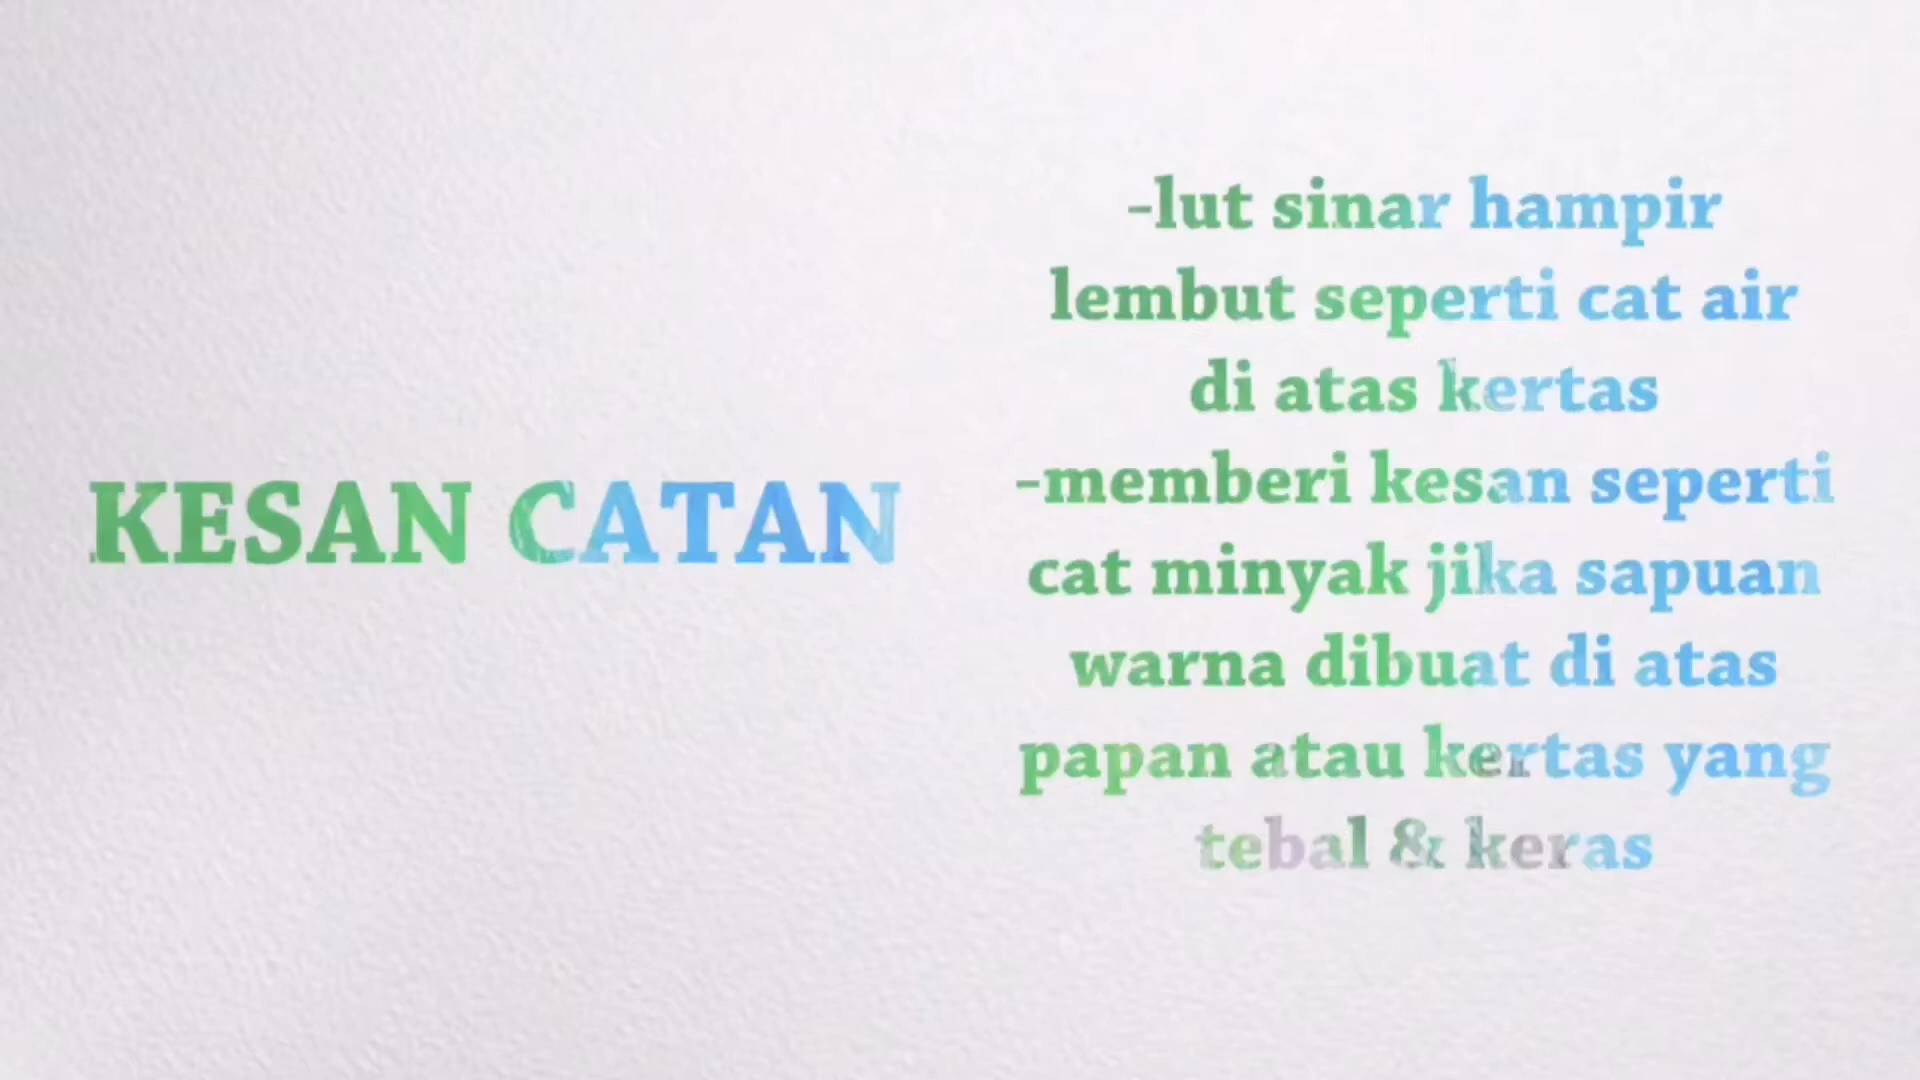 KESAN CATAN
-lut sinar hampir
lembut seperti cat air
di atas kertas
-memberi kesan seperti
cat minyak jika sapuan
warna dibuat di atas
papan atau kertas yang
tebal & keras